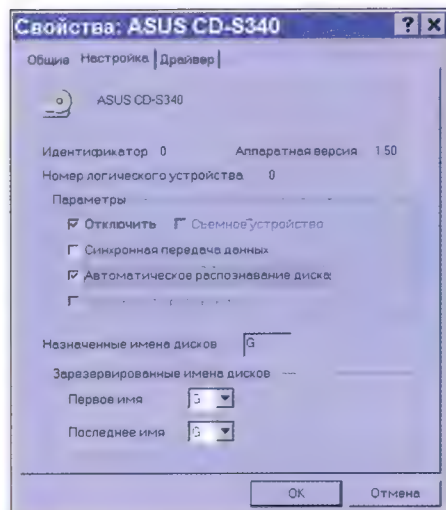 Свойства: ASUS CD-S340 ? X
Общие Настройка Драйвер
ASUS CD-S340
Идентификатор 0 Аппаратная версия 1.50
Номер логического устройства 0
Параметры
Отключить Съемное устройство
Синхронная передача данных
Автоматическое распознавание диска
Назначенные имена дисков G
Зарезервированные имена дисков
Первое имя G
Последнее имя G
OK Отмена